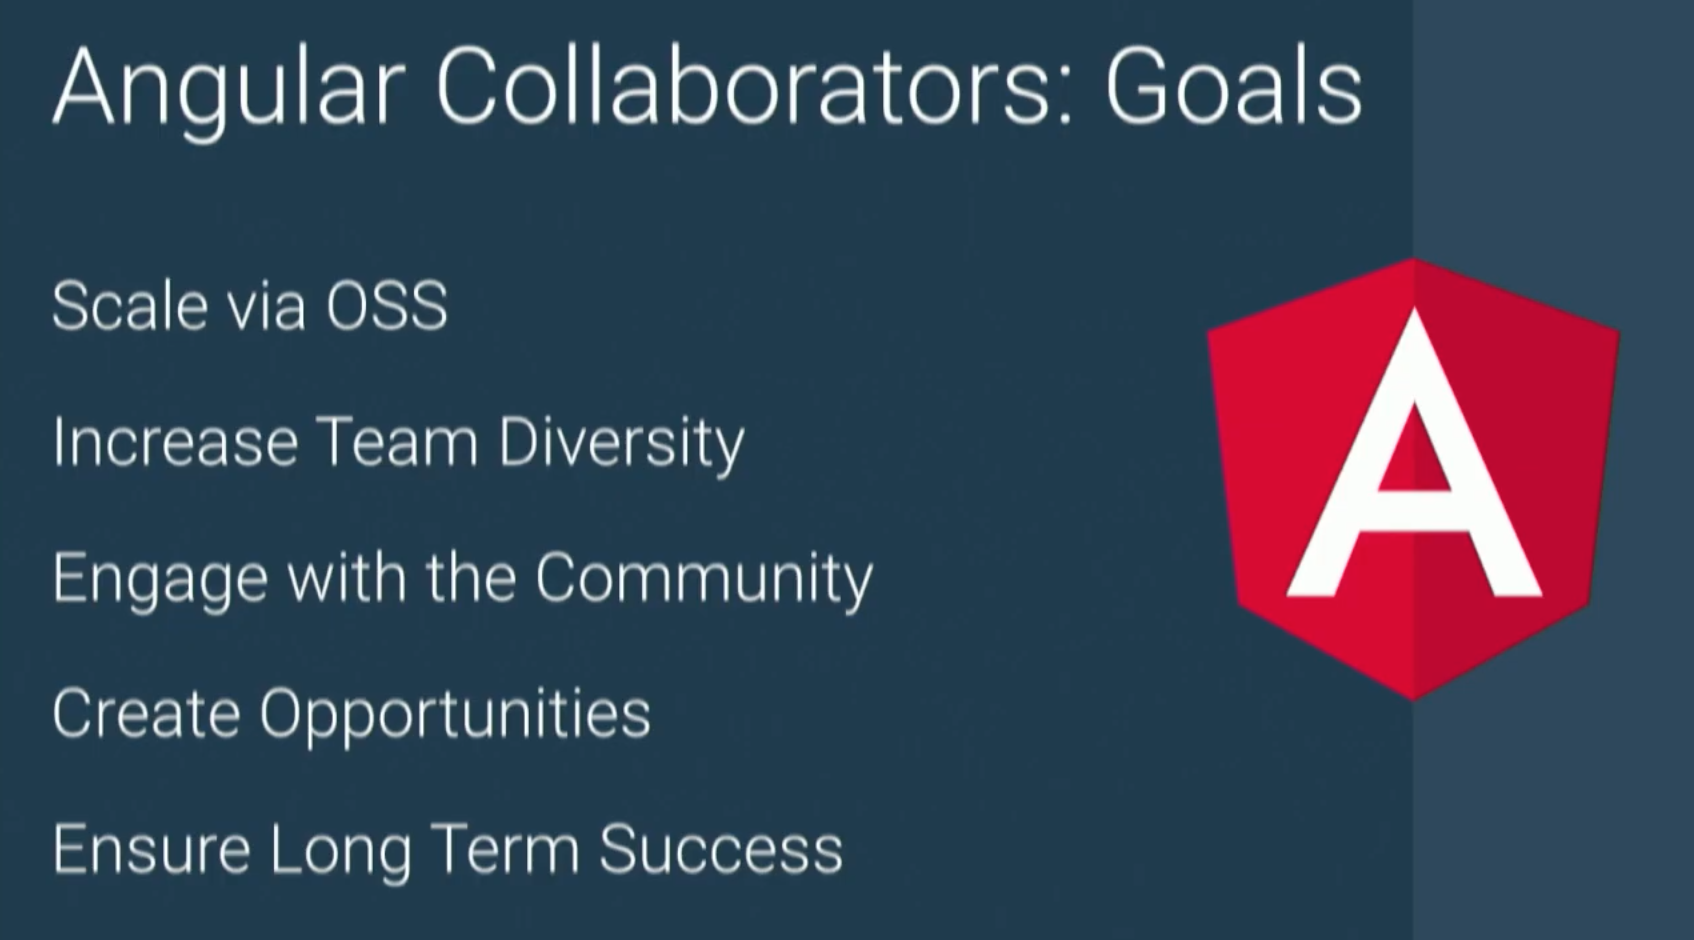 Angular Collaborators: Goals
Scale via OSS
Increase Team Diversity
Engage with the Community
Create Opportunities
Ensure Long Term Success
A